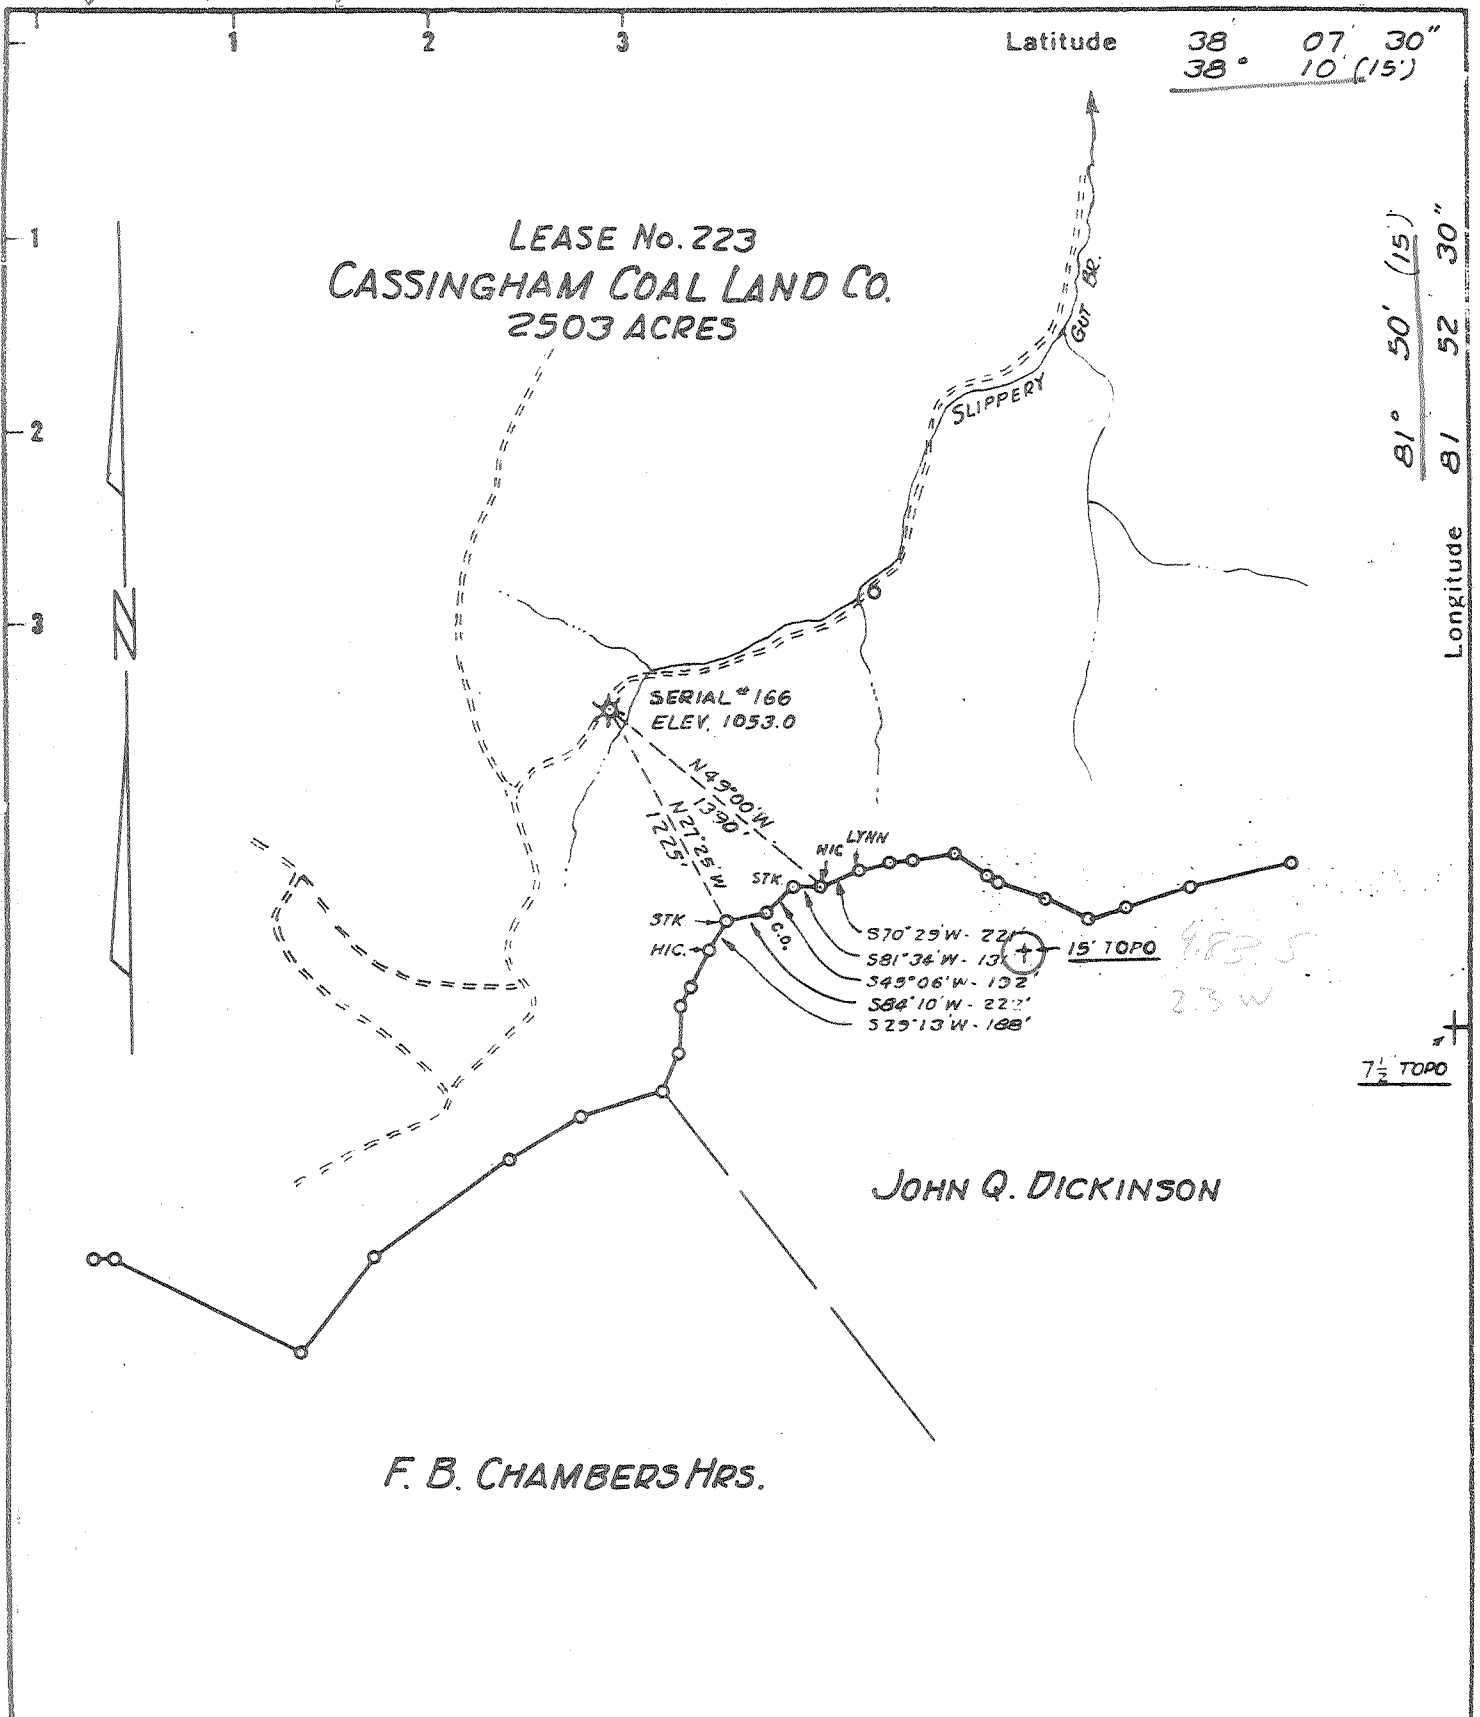 1 2 3
Latitude 38 07' 30"
38° 10' (15')
1
2
3
81° 50' (15')
Longitude 81 52' 30"
LEASE No. 223
CASSINGHAM COAL LAND CO.
2503 ACRES
GUT BR.
SLIPPERY
N
SERIAL #166
ELEV. 1053.0
N49°00'W
1390'
N27°25'W
1225'
LYNN
HIC
STK.
STK.
HIC.
C.O.
S70°29'W -
S81°34'W -
S49°06'W - 132'
S84°10'W -
S29°13'W - 188'
15' TOPO
2.3 W
7½' TOPO
JOHN Q. DICKINSON
F. B. CHAMBERS HRS.